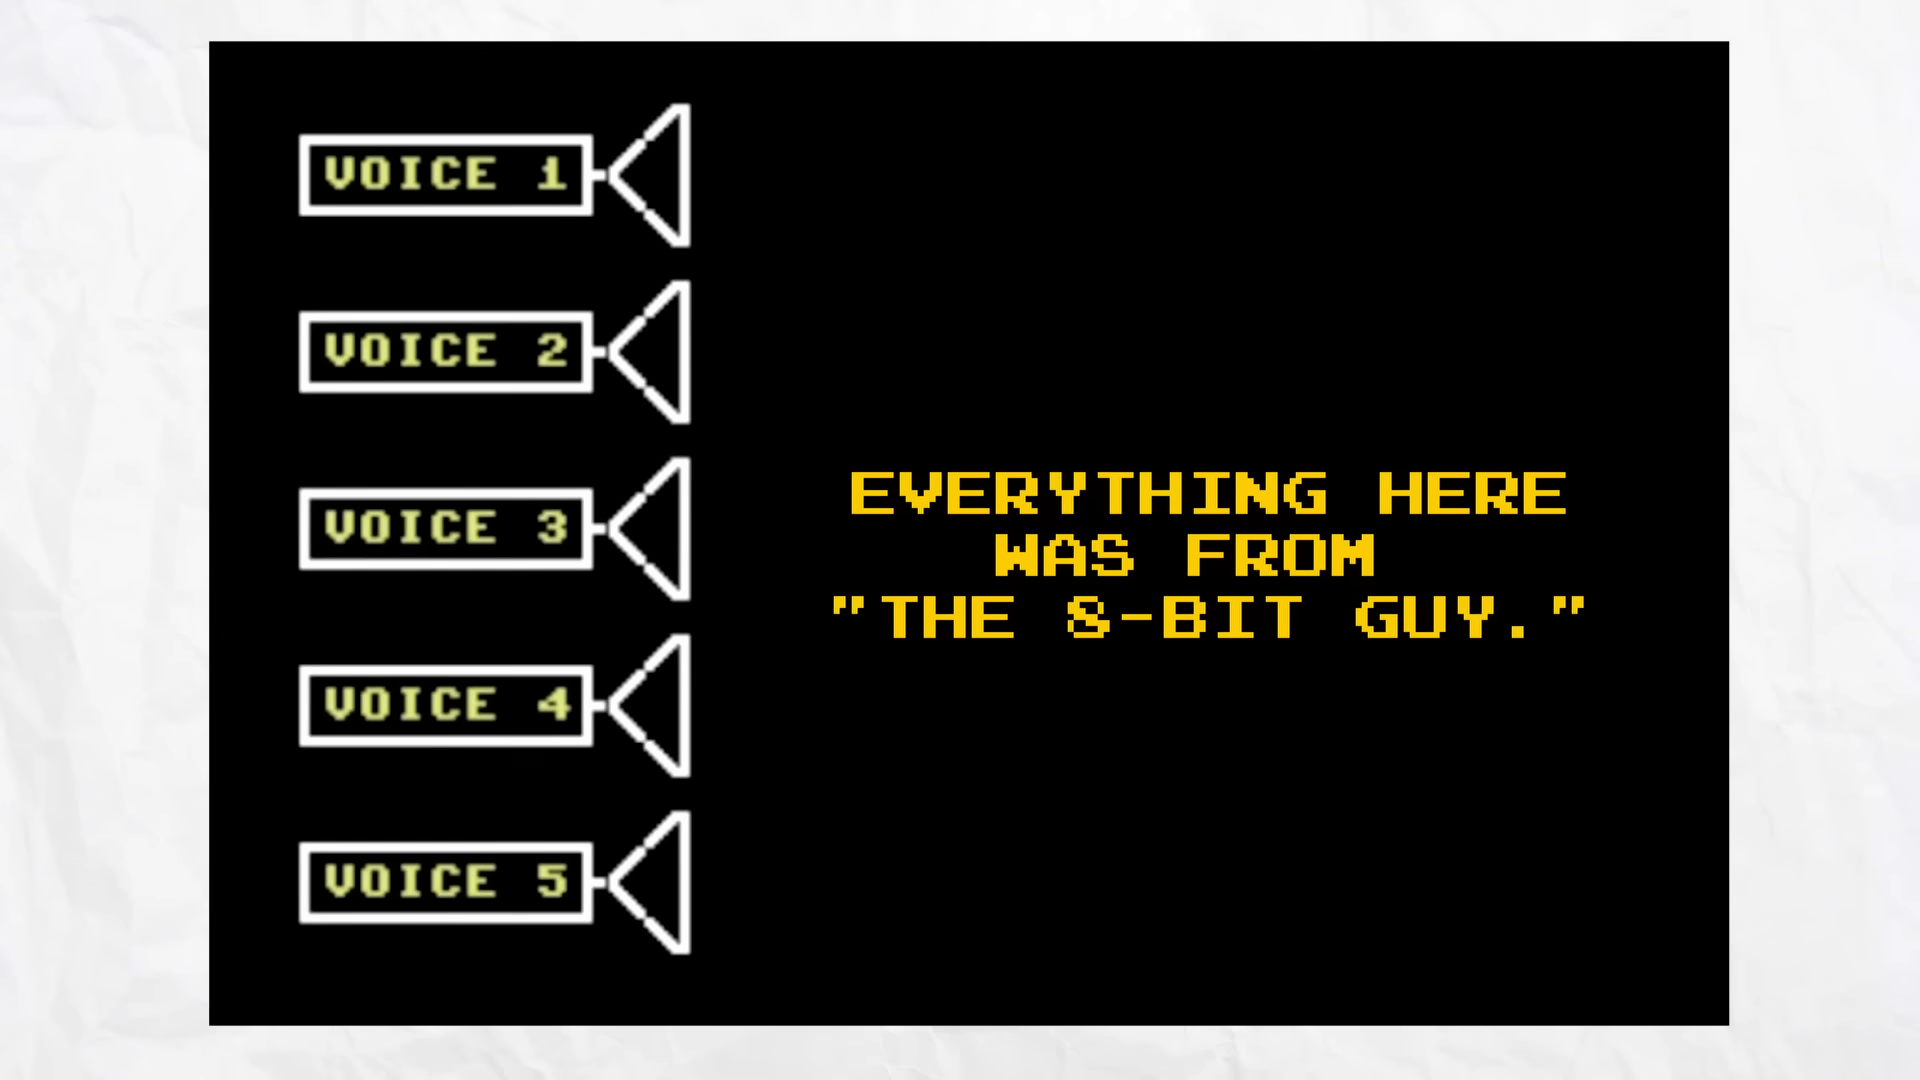 VOICE 1
VOICE 2
VOICE 3
VOICE 4
VOICE 5
EVERYTHING HERE
WAS FROM
"THE 8-BIT GUY."